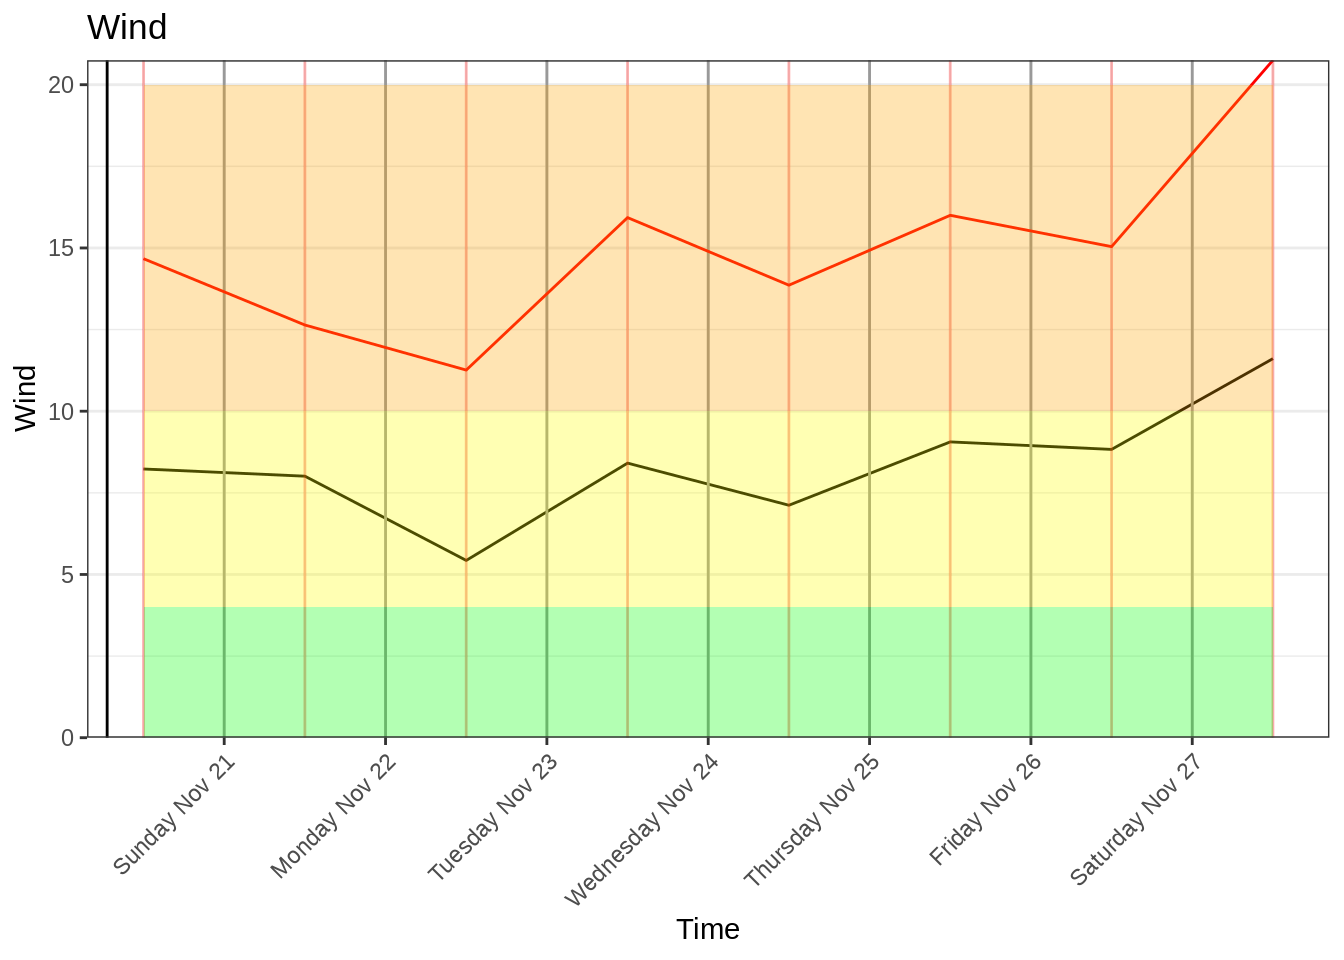 Wind
Wind
20
15
10
5
0
Sunday Nov 21
Monday Nov 22
Tuesday Nov 23
Wednesday Nov 24
Thursday Nov 25
Friday Nov 26
Saturday Nov 27
Time